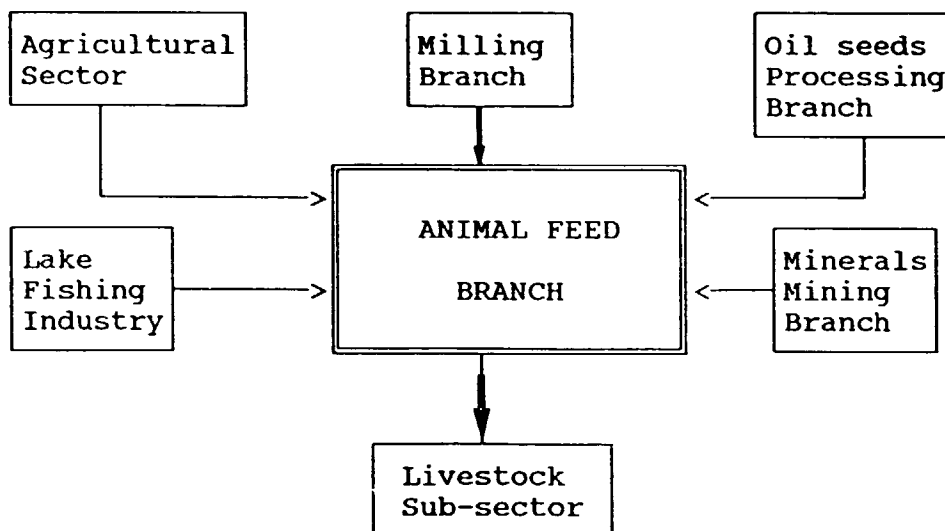 Agricultural
Sector
Milling
Branch
Oil seeds
Processing
Branch
ANIMAL FEED
BRANCH
Lake
Fishing
Industry
Minerals
Mining
Branch
Livestock
Sub-sector